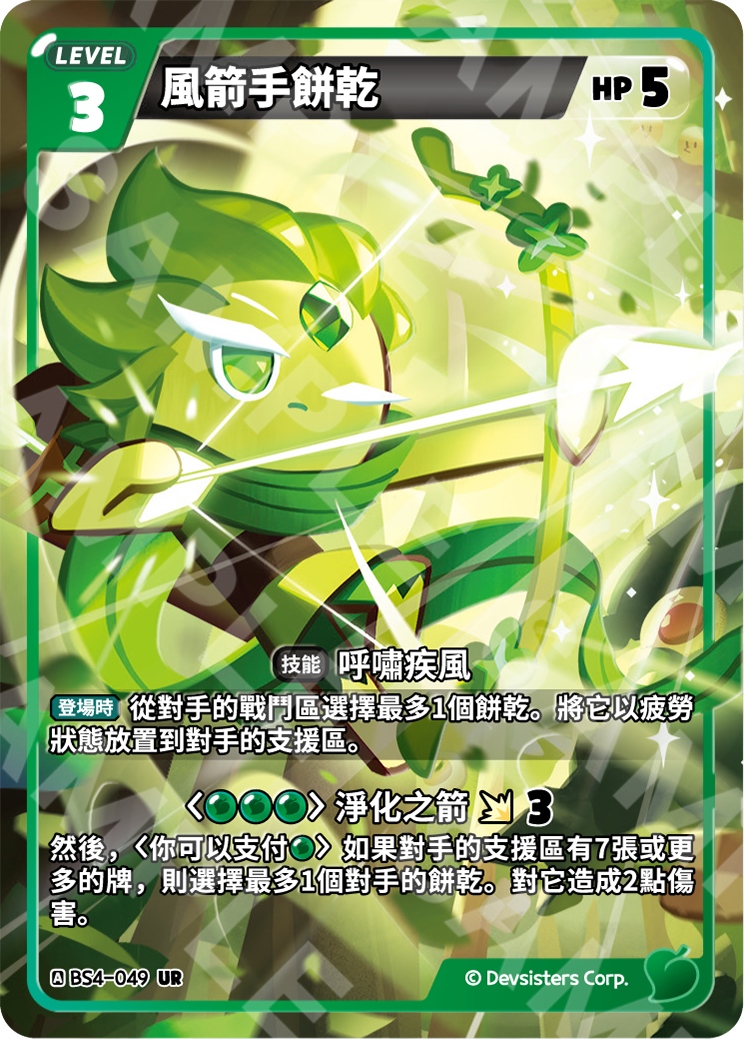 LEVEL
3
風箭手餅乾
HP 5
技能 呼嘯疾風
登場時 從對手的戰鬥區選擇最多1個餅乾。將它以疲勞
狀態放置到對手的支援區。
〈〉淨化之箭 3
然後，〈你可以支付〉如果對手的支援區有7張或更
多的牌，則選擇最多1個對手的餅乾。對它造成2點傷
害。
A BS4-049 UR
© Devsisters Corp.
SAMPLE